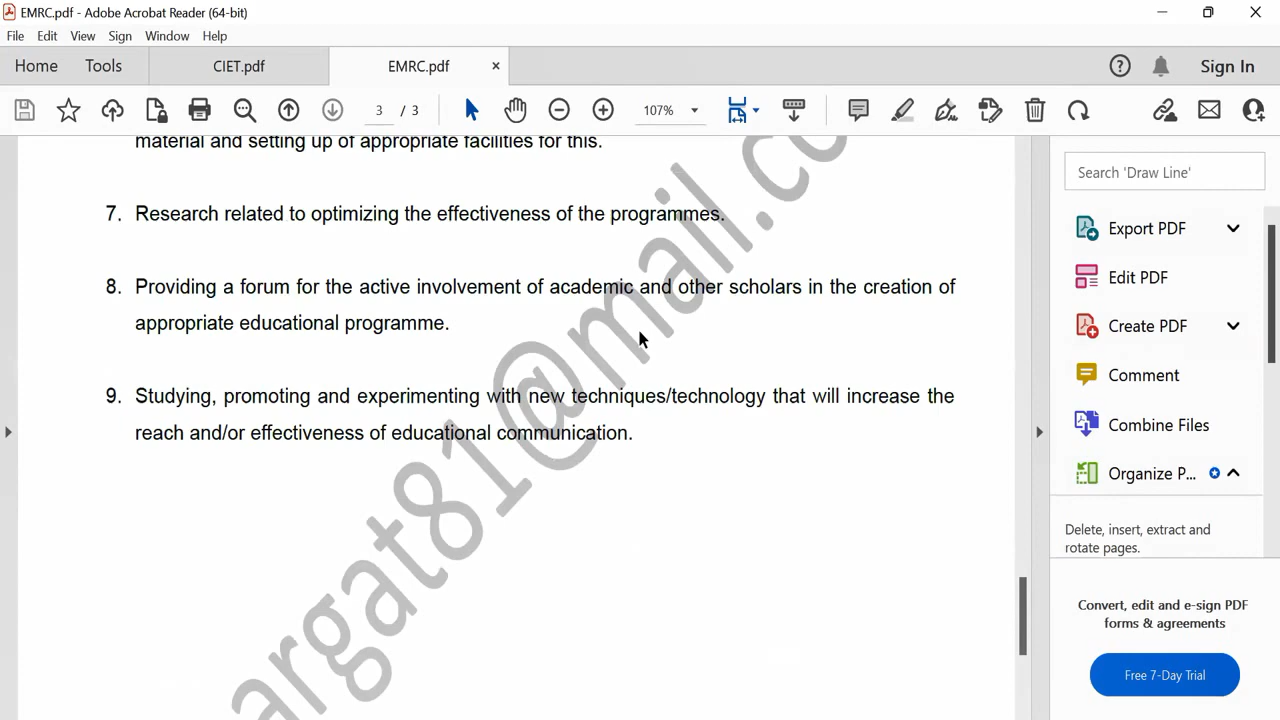 EMRC.pdf - Adobe Acrobat Reader (64-bit)
File Edit View Sign Window Help
Home Tools CIET.pdf EMRC.pdf × Sign In
3 / 3 107%
material and setting up of appropriate facilities for this.
7. Research related to optimizing the effectiveness of the programmes.
8. Providing a forum for the active involvement of academic and other scholars in the creation of
appropriate educational programme.
9. Studying, promoting and experimenting with new techniques/technology that will increase the
reach and/or effectiveness of educational communication.
argat81@mail.co
Search 'Draw Line'
Export PDF
Edit PDF
Create PDF
Comment
Combine Files
Organize P...
Delete, insert, extract and
rotate pages.
Convert, edit and e-sign PDF
forms & agreements
Free 7-Day Trial